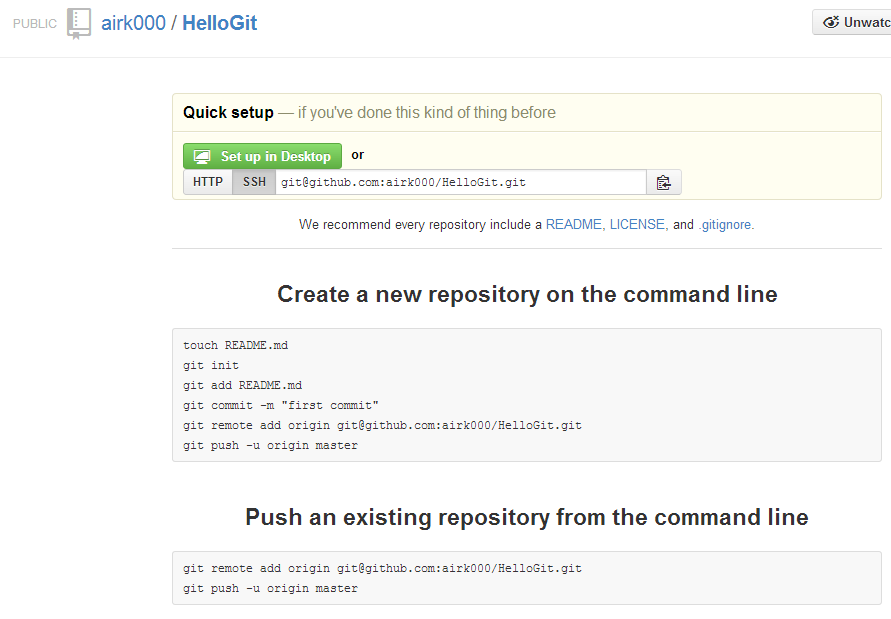 PUBLIC airk000 / HelloGit
Unwatc
Quick setup — if you've done this kind of thing before
Set up in Desktop or
HTTP SSH git@github.com:airk000/HelloGit.git
We recommend every repository include a README, LICENSE, and .gitignore.
Create a new repository on the command line
touch README.md
git init
git add README.md
git commit -m "first commit"
git remote add origin git@github.com:airk000/HelloGit.git
git push -u origin master
Push an existing repository from the command line
git remote add origin git@github.com:airk000/HelloGit.git
git push -u origin master